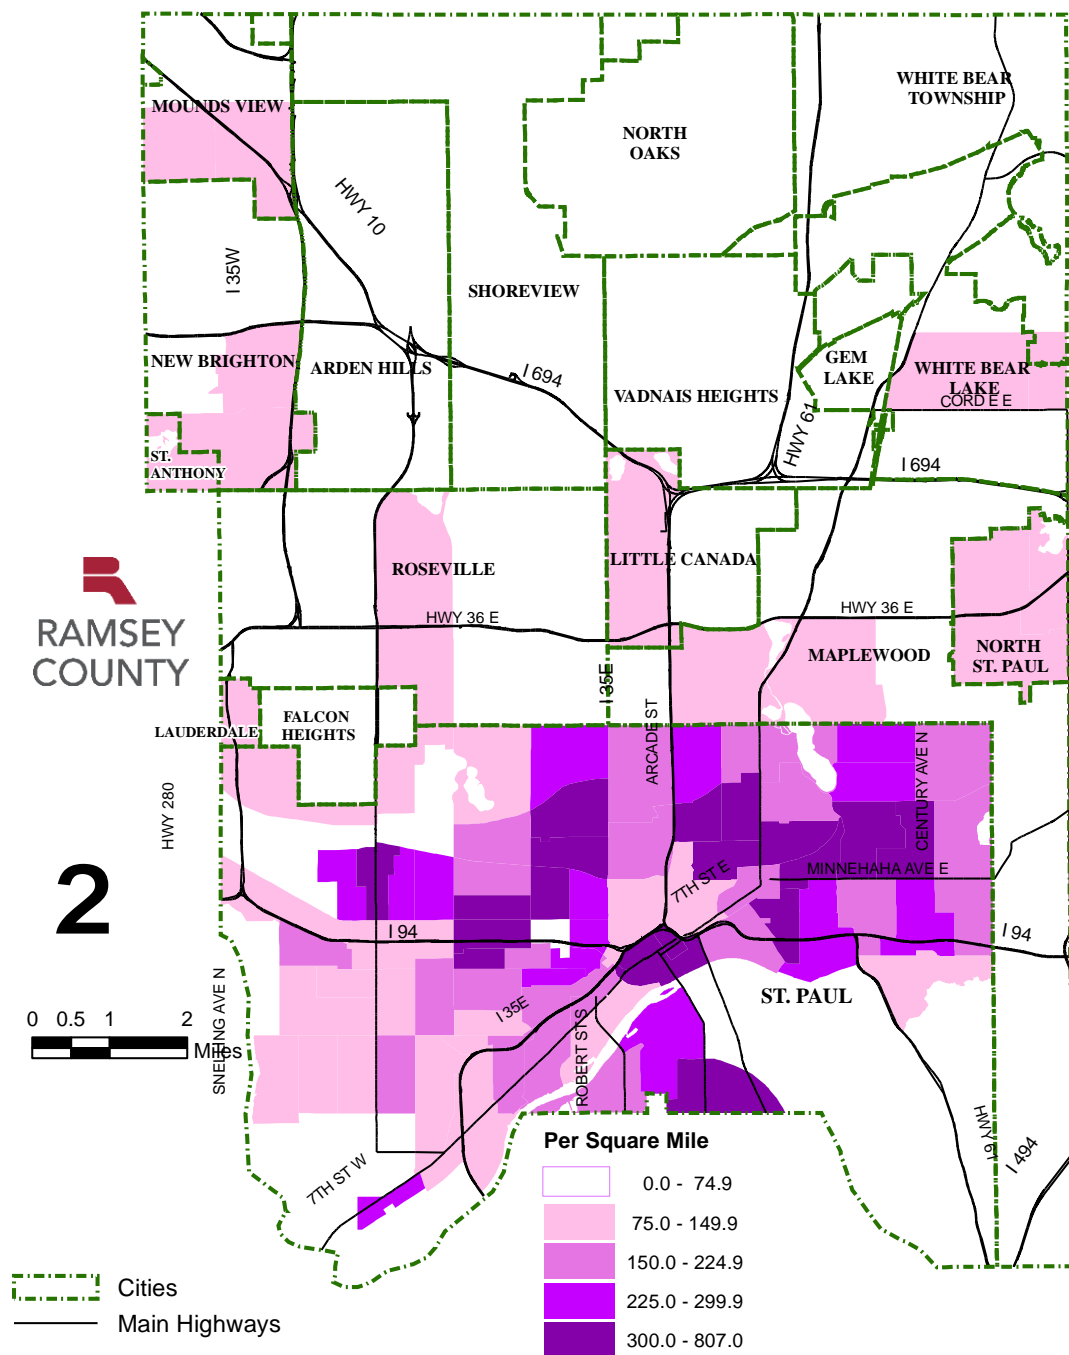 WHITE BEAR
TOWNSHIP
MOUNDS VIEW
NORTH
OAKS
HWY 10
I 35W
SHOREVIEW
NEW BRIGHTON
ARDEN HILLS
I 694
GEM
LAKE
WHITE BEAR
LAKE
VADNAIS HEIGHTS
CORD E E
HWY 61
ST.
ANTHONY
I 694
ROSEVILLE
LITTLE CANADA
HWY 36 E
HWY 36 E
RAMSEY
COUNTY
MAPLEWOOD
NORTH
ST. PAUL
I 35E
LAUDERDALE
FALCON
HEIGHTS
ARCADE ST
CENTURY AVE N
HWY 280
2
7TH ST E
MINNEHAHA AVE E
I 94
I 94
ST. PAUL
I 35E
SNELLING AVE N
ROBERT ST S
0 0.5 1 2
Miles
HWY 61
I 494
7TH ST W
Per Square Mile
0.0 - 74.9
75.0 - 149.9
150.0 - 224.9
225.0 - 299.9
300.0 - 807.0
Cities
Main Highways